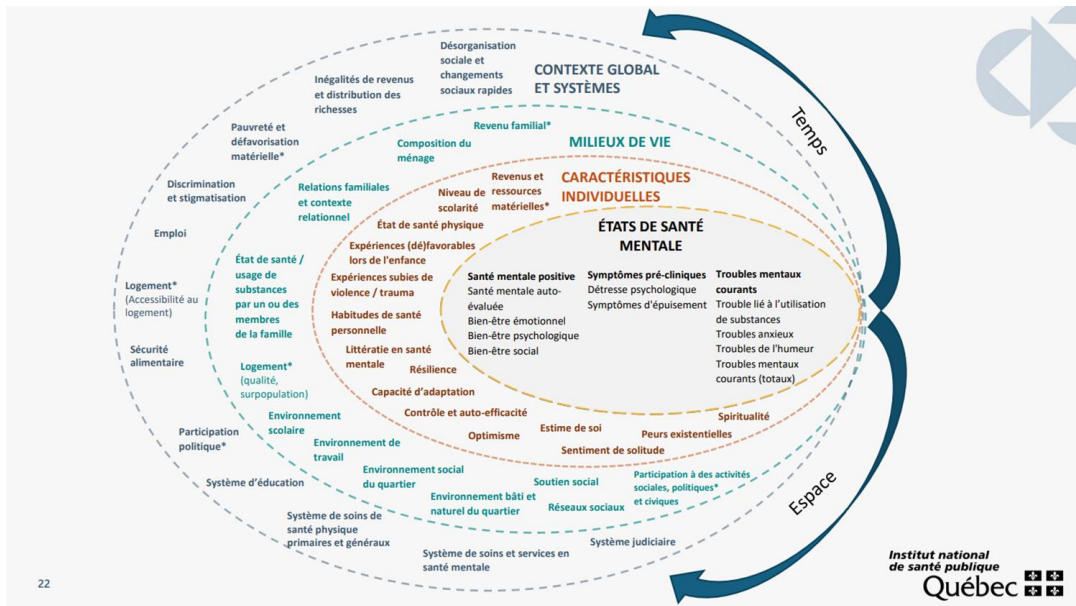 Désorganisation
sociale et
changements
sociaux rapides
CONTEXTE GLOBAL
ET SYSTÈMES
Inégalités de revenus
et distribution des
richesses
Pauvreté et
défavorisation
matérielle*
Discrimination
et stigmatisation
Emploi
Logement*
(Accessibilité au
logement)
Sécurité
alimentaire
Participation
politique*
Système d'éducation
Système de soins de
santé physique
primaires et généraux
Système de soins et services en
santé mentale
Système judiciaire
MILIEUX DE VIE
Revenu familial*
Composition du
ménage
Relations familiales
et contexte
relationnel
État de santé /
usage de
substances
par un ou des
membres
de la famille
Logement*
(qualité,
surpopulation)
Environnement
scolaire
Environnement de
travail
Environnement social
du quartier
Environnement bâti et
naturel du quartier
Soutien social
Réseaux sociaux
Participation à des activités
sociales, politiques*
et civiques
CARACTÉRISTIQUES
INDIVIDUELLES
Revenus et
ressources
matérielles*
Niveau de
scolarité
État de santé physique
Expériences (dé)favorables
lors de l'enfance
Expériences subies de
violence / trauma
Habitudes de santé
personnelle
Littératie en santé
mentale
Résilience
Capacité d'adaptation
Contrôle et auto-efficacité
Optimisme
Estime de soi
Sentiment de solitude
Peurs existentielles
Spiritualité
ÉTATS DE SANTÉ
MENTALE
Santé mentale positive
Santé mentale auto-
évaluée
Bien-être émotionnel
Bien-être psychologique
Bien-être social
Symptômes pré-cliniques
Détresse psychologique
Symptômes d'épuisement
Troubles mentaux
courants
Trouble lié à l'utilisation
de substances
Troubles anxieux
Troubles de l'humeur
Troubles mentaux
courants (totaux)
Temps
Espace
22
Institut national
de santé publique
Québec